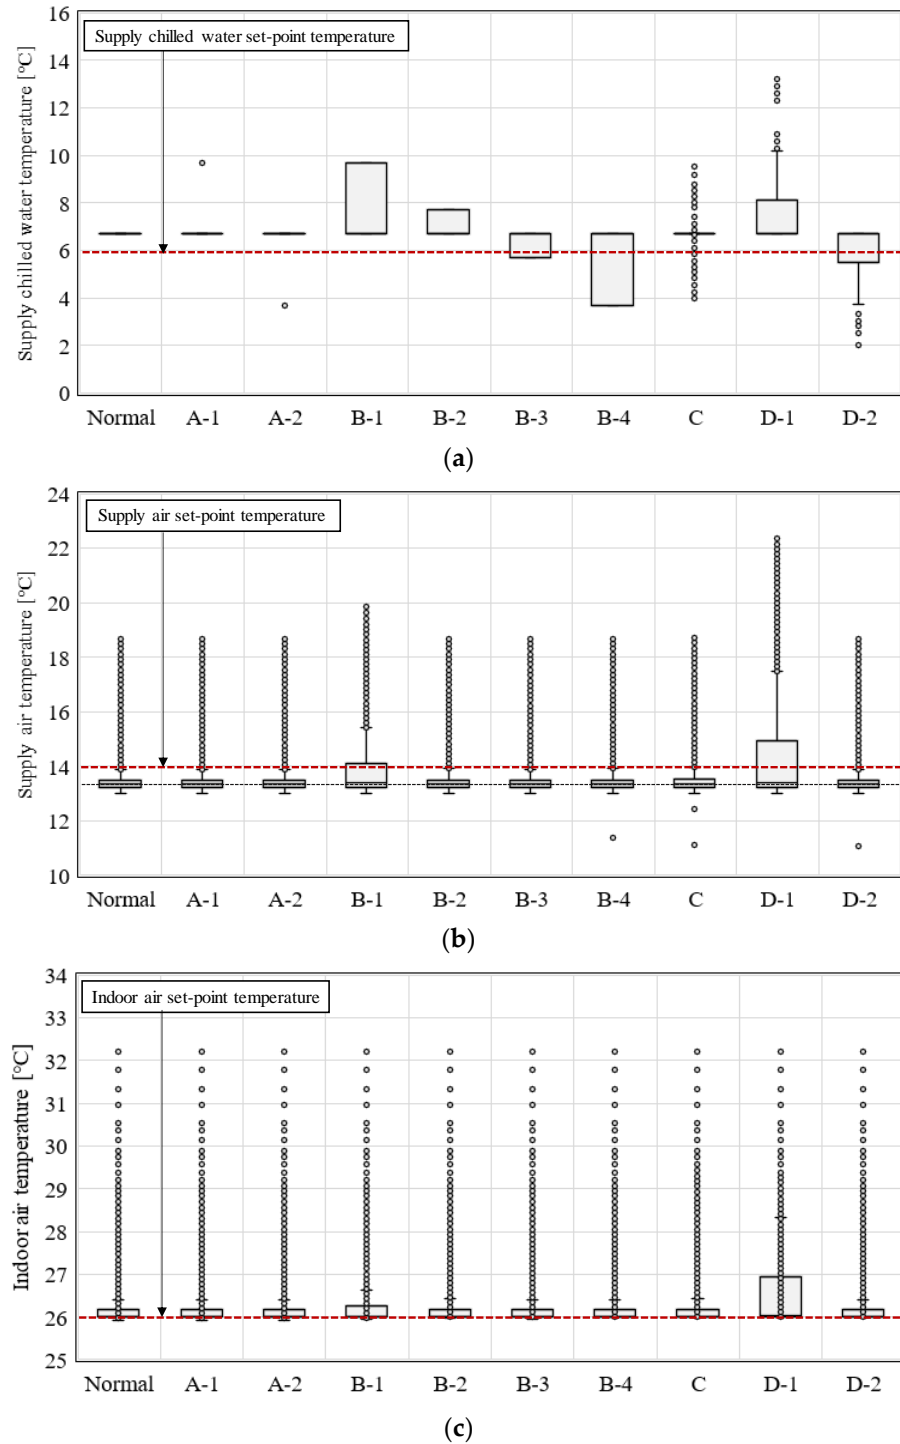 16
Supply chilled water set-point temperature
14
12
10
8
6
4
2
0
Supply chilled water temperature [℃]
Normal A-1 A-2 B-1 B-2 B-3 B-4 C D-1 D-2
(a)
24
Supply air set-point temperature
22
20
18
16
14
12
10
Supply air temperature [℃]
Normal A-1 A-2 B-1 B-2 B-3 B-4 C D-1 D-2
(b)
34
Indoor air set-point temperature
33
32
31
30
29
28
27
26
25
Indoor air temperature [℃]
Normal A-1 A-2 B-1 B-2 B-3 B-4 C D-1 D-2
(c)